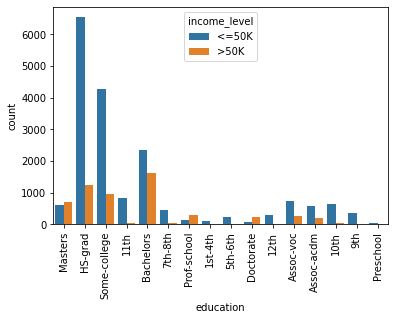 income_level
<=50K
>50K
6000
5000
4000
3000
2000
1000
0
count
Masters
HS-grad
Some-college
11th
Bachelors
7th-8th
Prof-school
1st-4th
5th-6th
Doctorate
12th
Assoc-voc
Assoc-acdm
10th
9th
Preschool
education